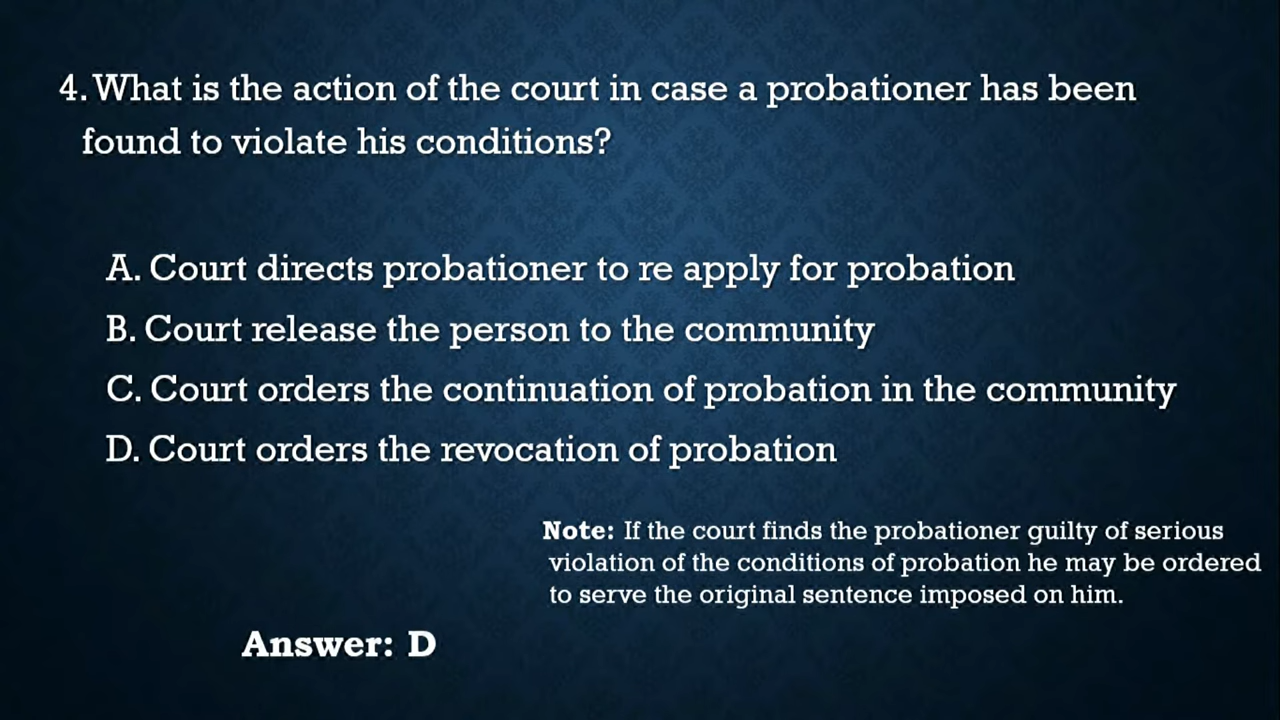 4. What is the action of the court in case a probationer has been
found to violate his conditions?
A. Court directs probationer to re apply for probation
B. Court release the person to the community
C. Court orders the continuation of probation in the community
D. Court orders the revocation of probation
Note: If the court finds the probationer guilty of serious
violation of the conditions of probation he may be ordered
to serve the original sentence imposed on him.
Answer: D